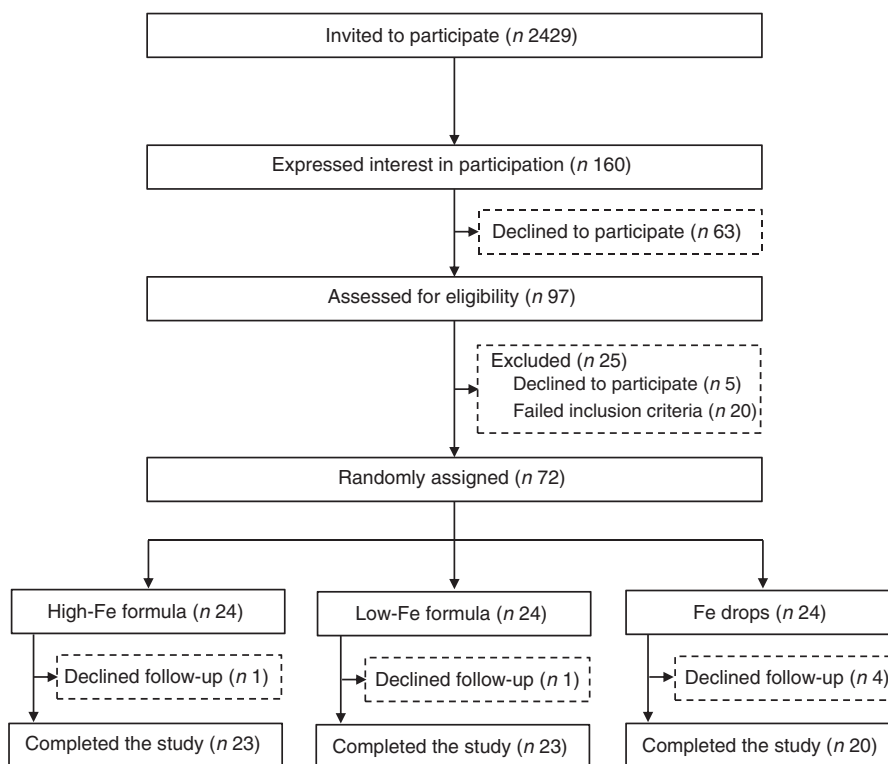 Invited to participate (n 2429)
Expressed interest in participation (n 160)
Declined to participate (n 63)
Assessed for eligibility (n 97)
Excluded (n 25)
Declined to participate (n 5)
Failed inclusion criteria (n 20)
Randomly assigned (n 72)
High-Fe formula (n 24)
Low-Fe formula (n 24)
Fe drops (n 24)
Declined follow-up (n 1)
Declined follow-up (n 1)
Declined follow-up (n 4)
Completed the study (n 23)
Completed the study (n 23)
Completed the study (n 20)